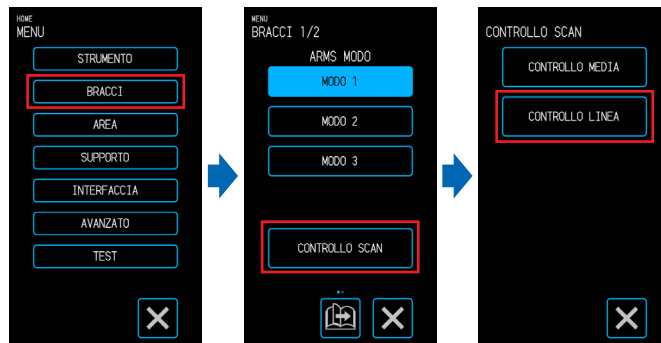 HOME
MENU
STRUMENTO
BRACCI
AREA
SUPPORTO
INTERFACCIA
AVANZATO
TEST
MENU
BRACCI 1/2
ARMS MODO
MODO 1
MODO 2
MODO 3
CONTROLLO SCAN
CONTROLLO SCAN
CONTROLLO MEDIA
CONTROLLO LINEA